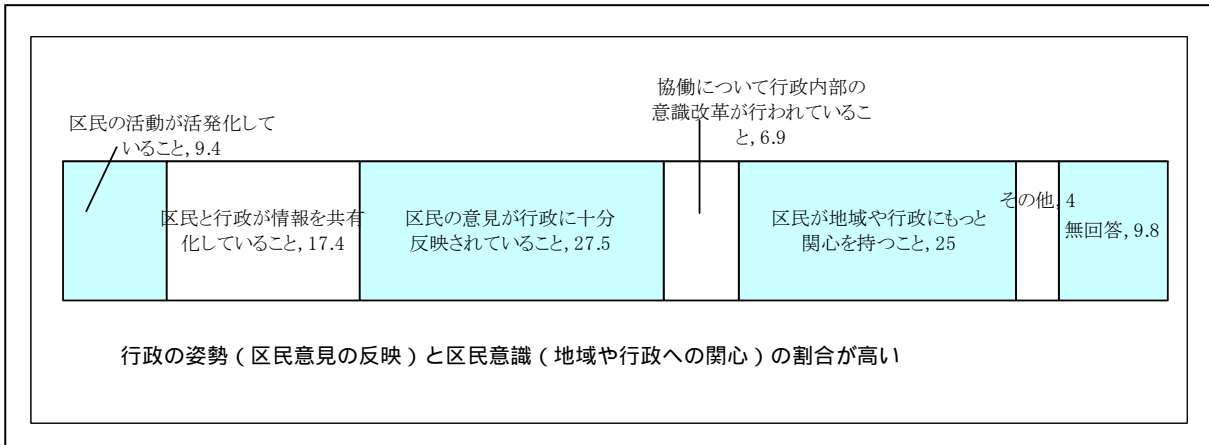 区民の活動が活発化して
いること, 9.4
区民と行政が情報を共有
化していること, 17.4
区民の意見が行政に十分
反映されていること, 27.5
協働について行政内部の
意識改革が行われているこ
と, 6.9
区民が地域や行政にもっと
関心を持つこと, 25
その他, 4
無回答, 9.8
行政の姿勢（区民意見の反映）と区民意識（地域や行政への関心）の割合が高い